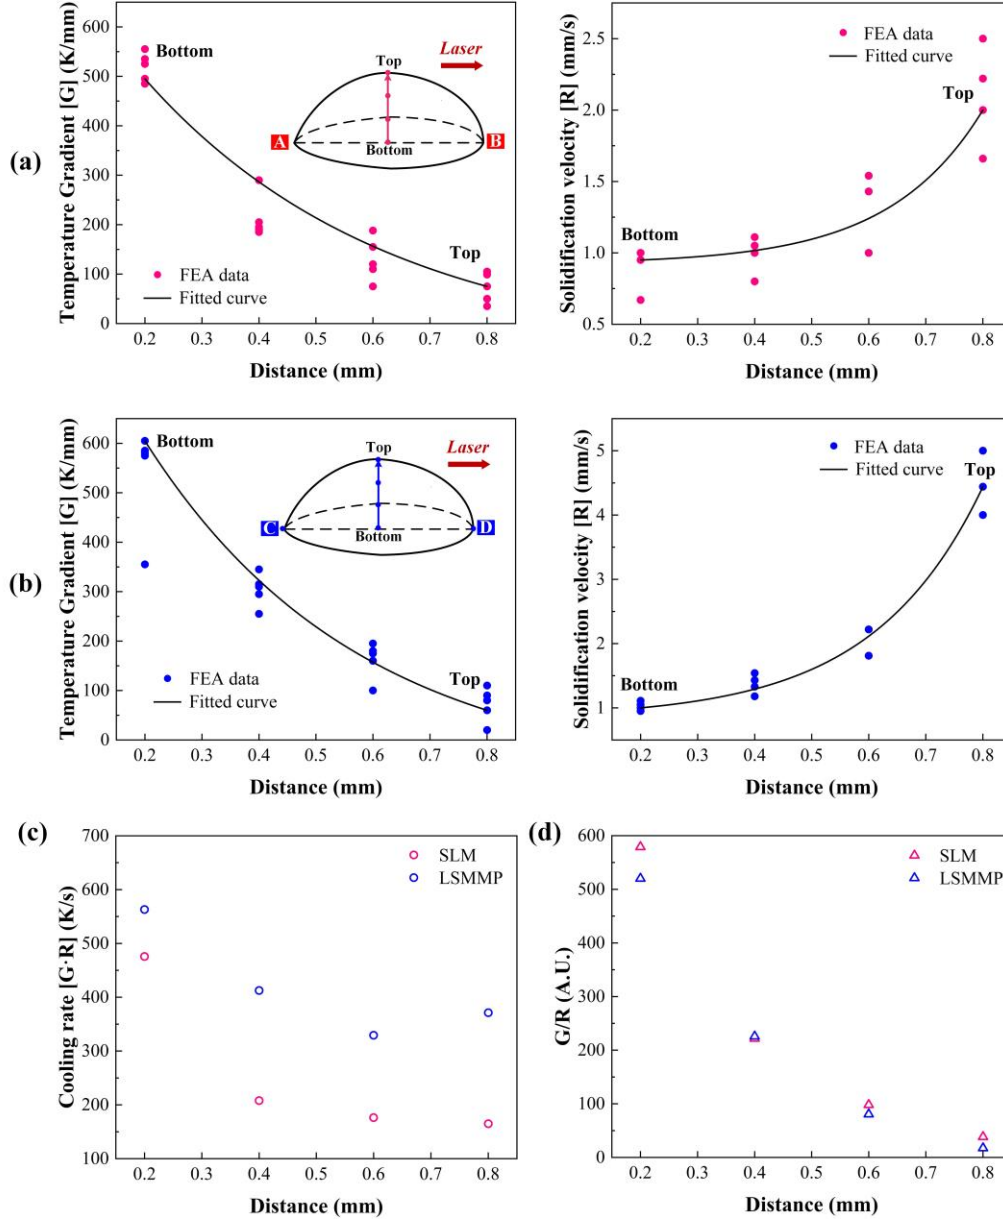 (a)
Temperature Gradient [G] (K/mm)
600
500
400
300
200
100
0
Bottom
Laser
Top
A
B
Bottom
Top
FEA data
Fitted curve
0.2 0.3 0.4 0.5 0.6 0.7 0.8
Distance (mm)
Solidification velocity [R] (mm/s)
2.5
2.0
1.5
1.0
0.5
FEA data
Fitted curve
Top
Bottom
0.2 0.3 0.4 0.5 0.6 0.7 0.8
Distance (mm)
(b)
Temperature Gradient [G] (K/mm)
600
500
400
300
200
100
0
Bottom
Laser
Top
C
D
Bottom
Top
FEA data
Fitted curve
0.2 0.3 0.4 0.5 0.6 0.7 0.8
Distance (mm)
Solidification velocity [R] (mm/s)
5
4
3
2
1
FEA data
Fitted curve
Top
Bottom
0.2 0.3 0.4 0.5 0.6 0.7 0.8
Distance (mm)
(c)
Cooling rate [G·R] (K/s)
700
600
500
400
300
200
100
SLM
LSMMP
0.2 0.3 0.4 0.5 0.6 0.7 0.8
Distance (mm)
(d)
G/R (A.U.)
600
500
400
300
200
100
0
SLM
LSMMP
0.2 0.3 0.4 0.5 0.6 0.7 0.8
Distance (mm)